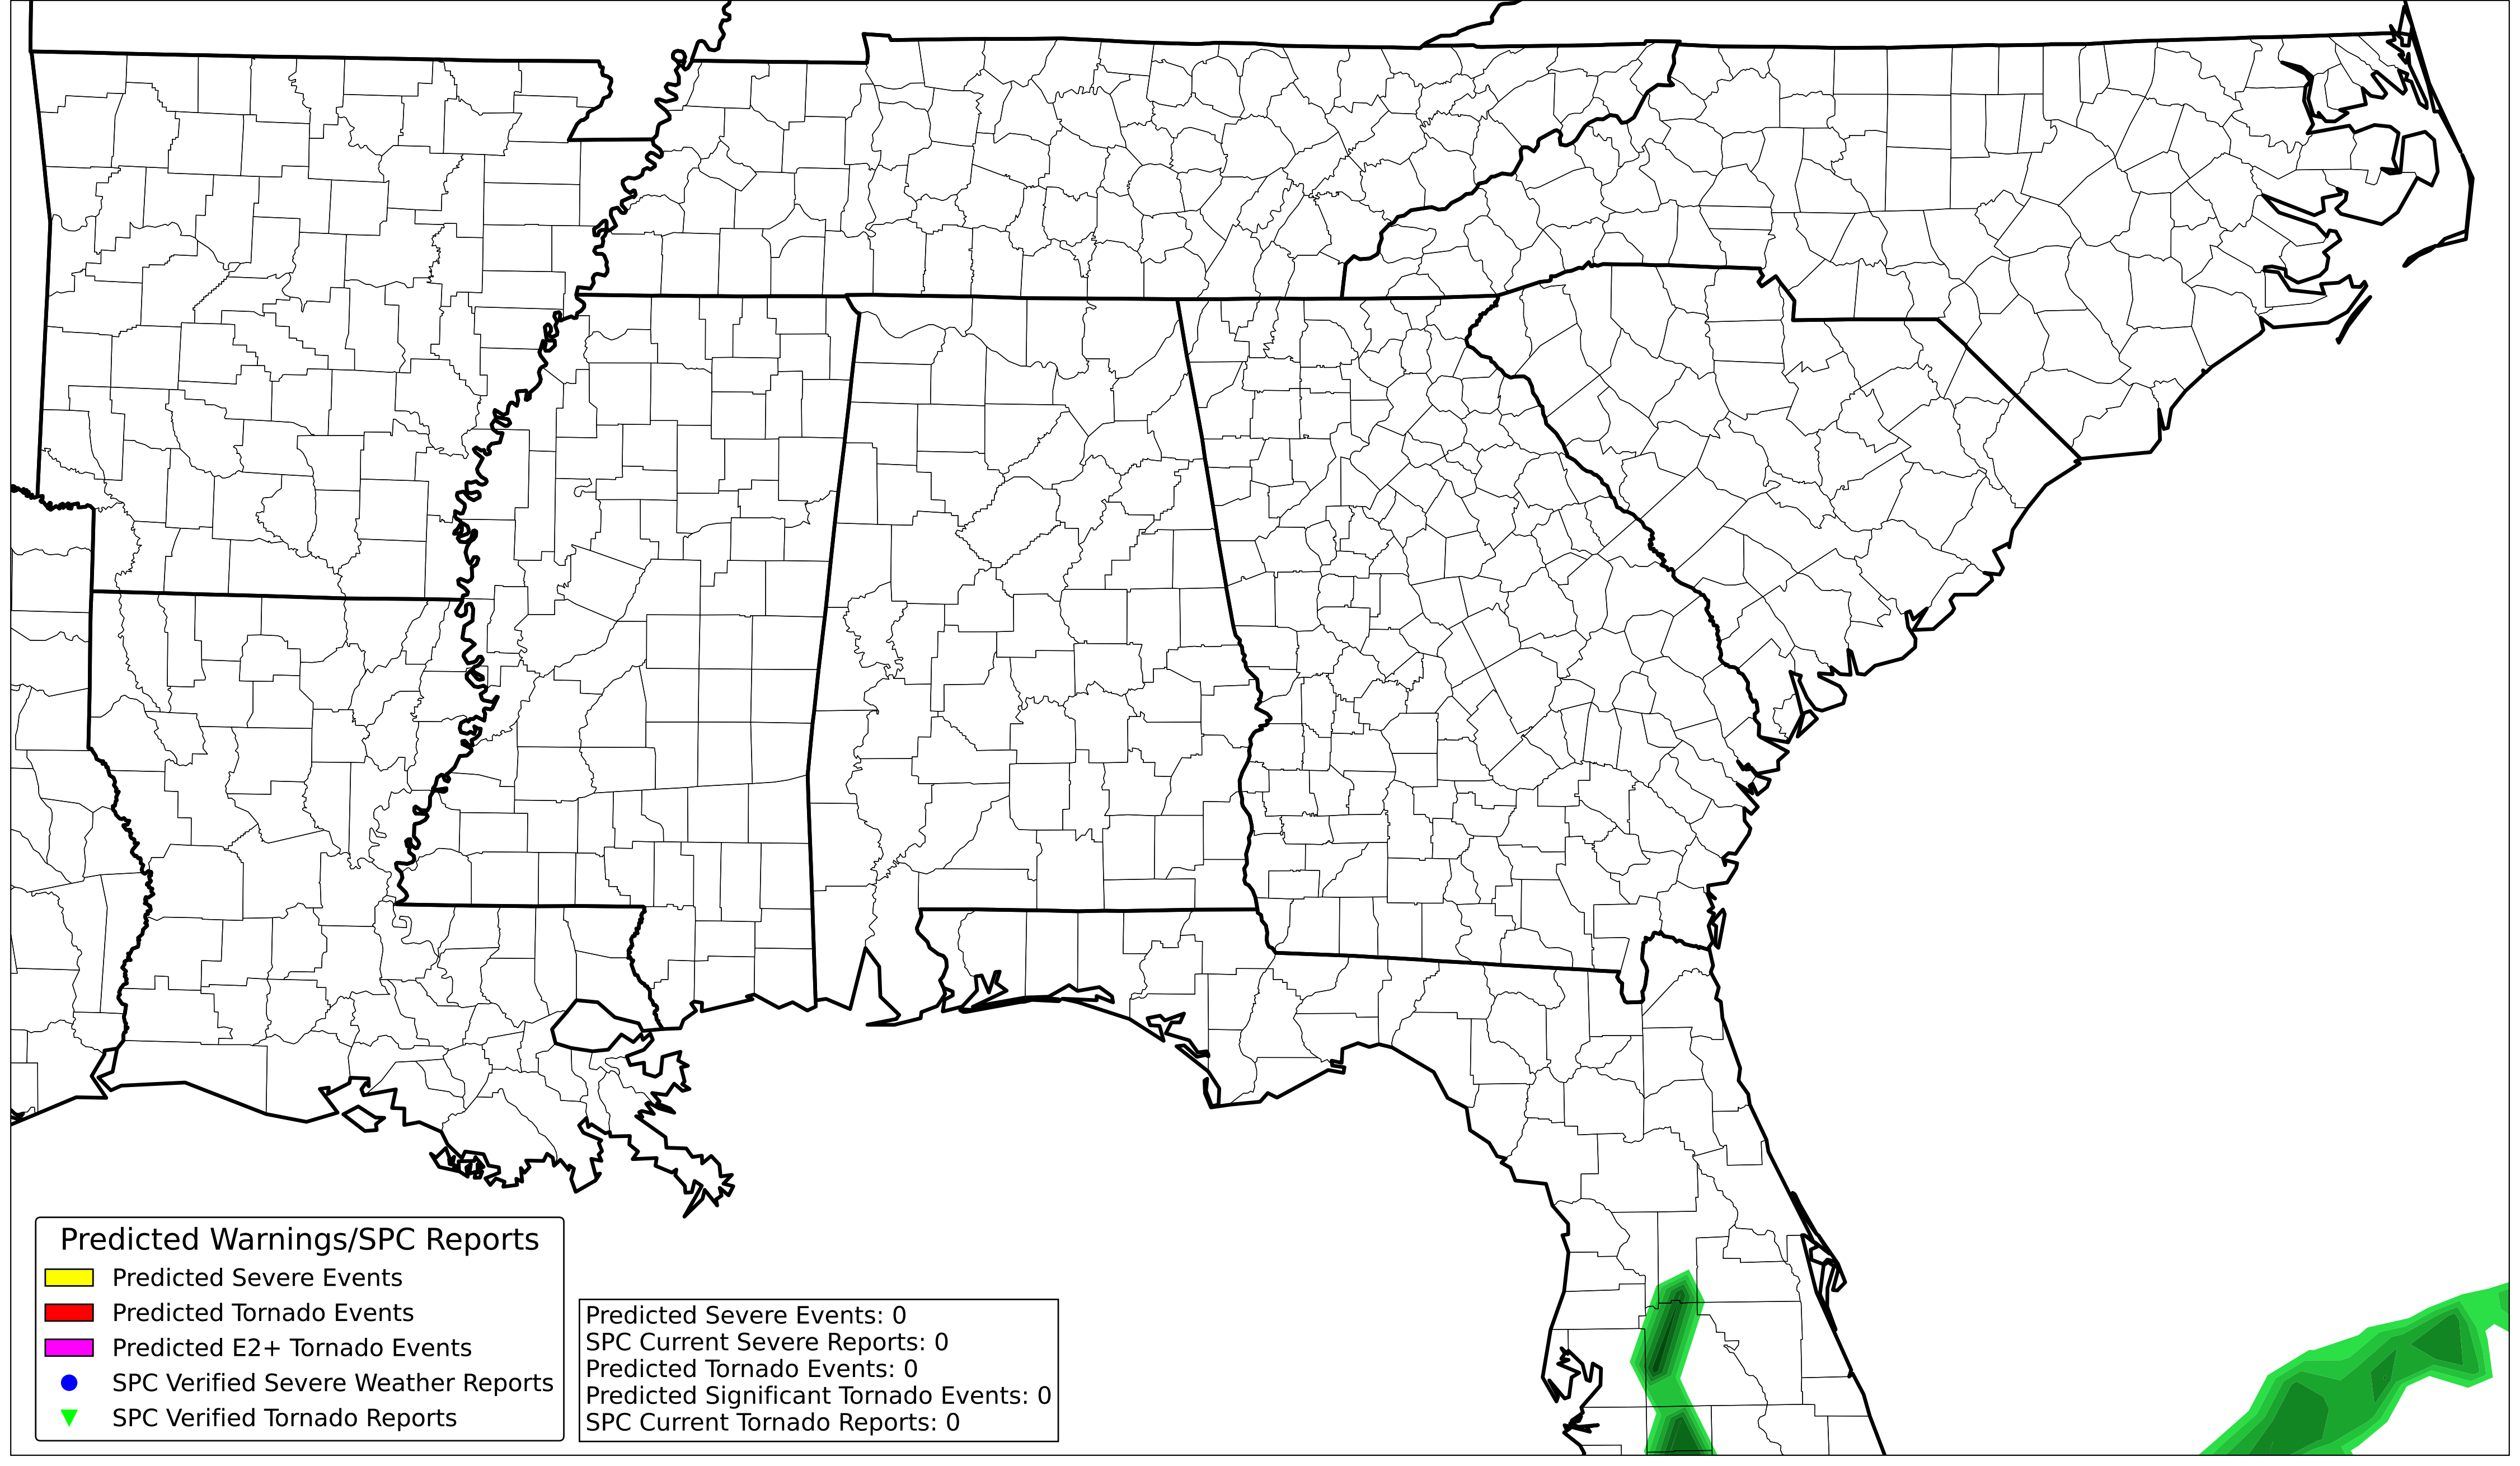 Predicted Warnings/SPC Reports
Predicted Severe Events
Predicted Tornado Events
Predicted E2+ Tornado Events
SPC Verified Severe Weather Reports
SPC Verified Tornado Reports
Predicted Severe Events: 0
SPC Current Severe Reports: 0
Predicted Tornado Events: 0
Predicted Significant Tornado Events: 0
SPC Current Tornado Reports: 0